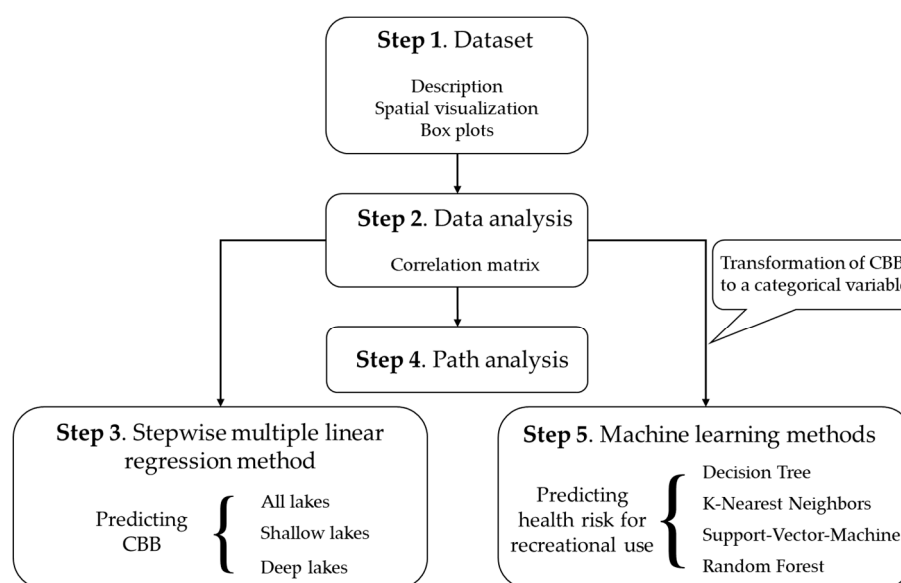 Step 1. Dataset
Description
Spatial visualization
Box plots
Step 2. Data analysis
Correlation matrix
Transformation of CBB
to a categorical variable
Step 4. Path analysis
Step 3. Stepwise multiple linear
regression method
Predicting
CBB
All lakes
Shallow lakes
Deep lakes
Step 5. Machine learning methods
Predicting
health risk for
recreational use
Decision Tree
K-Nearest Neighbors
Support-Vector-Machine
Random Forest